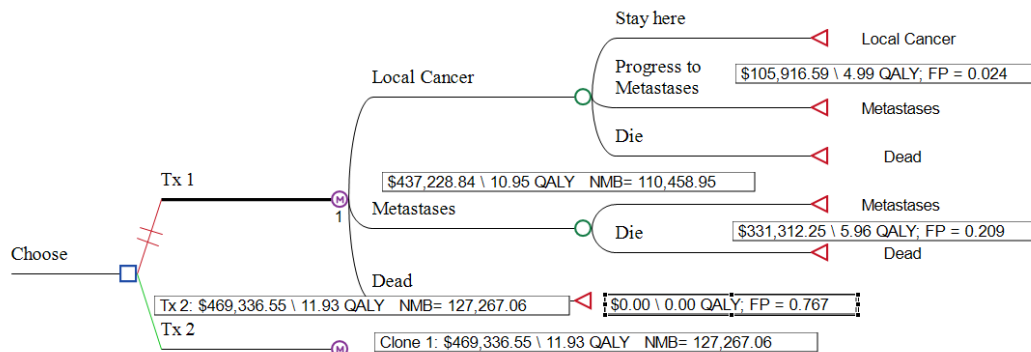 Stay here
Local Cancer
Local Cancer
Progress to
Metastases
$105,916.59 \ 4.99 QALY; FP = 0.024
Metastases
Die
Dead
Tx 1
M
1
$437,228.84 \ 10.95 QALY   NMB= 110,458.95
Metastases
Metastases
Die
$331,312.25 \ 5.96 QALY; FP = 0.209
Dead
Choose
Dead
Tx 2: $469,336.55 \ 11.93 QALY   NMB= 127,267.06
$0.00 \ 0.00 QALY; FP = 0.767
Tx 2
M
Clone 1: $469,336.55 \ 11.93 QALY   NMB= 127,267.06